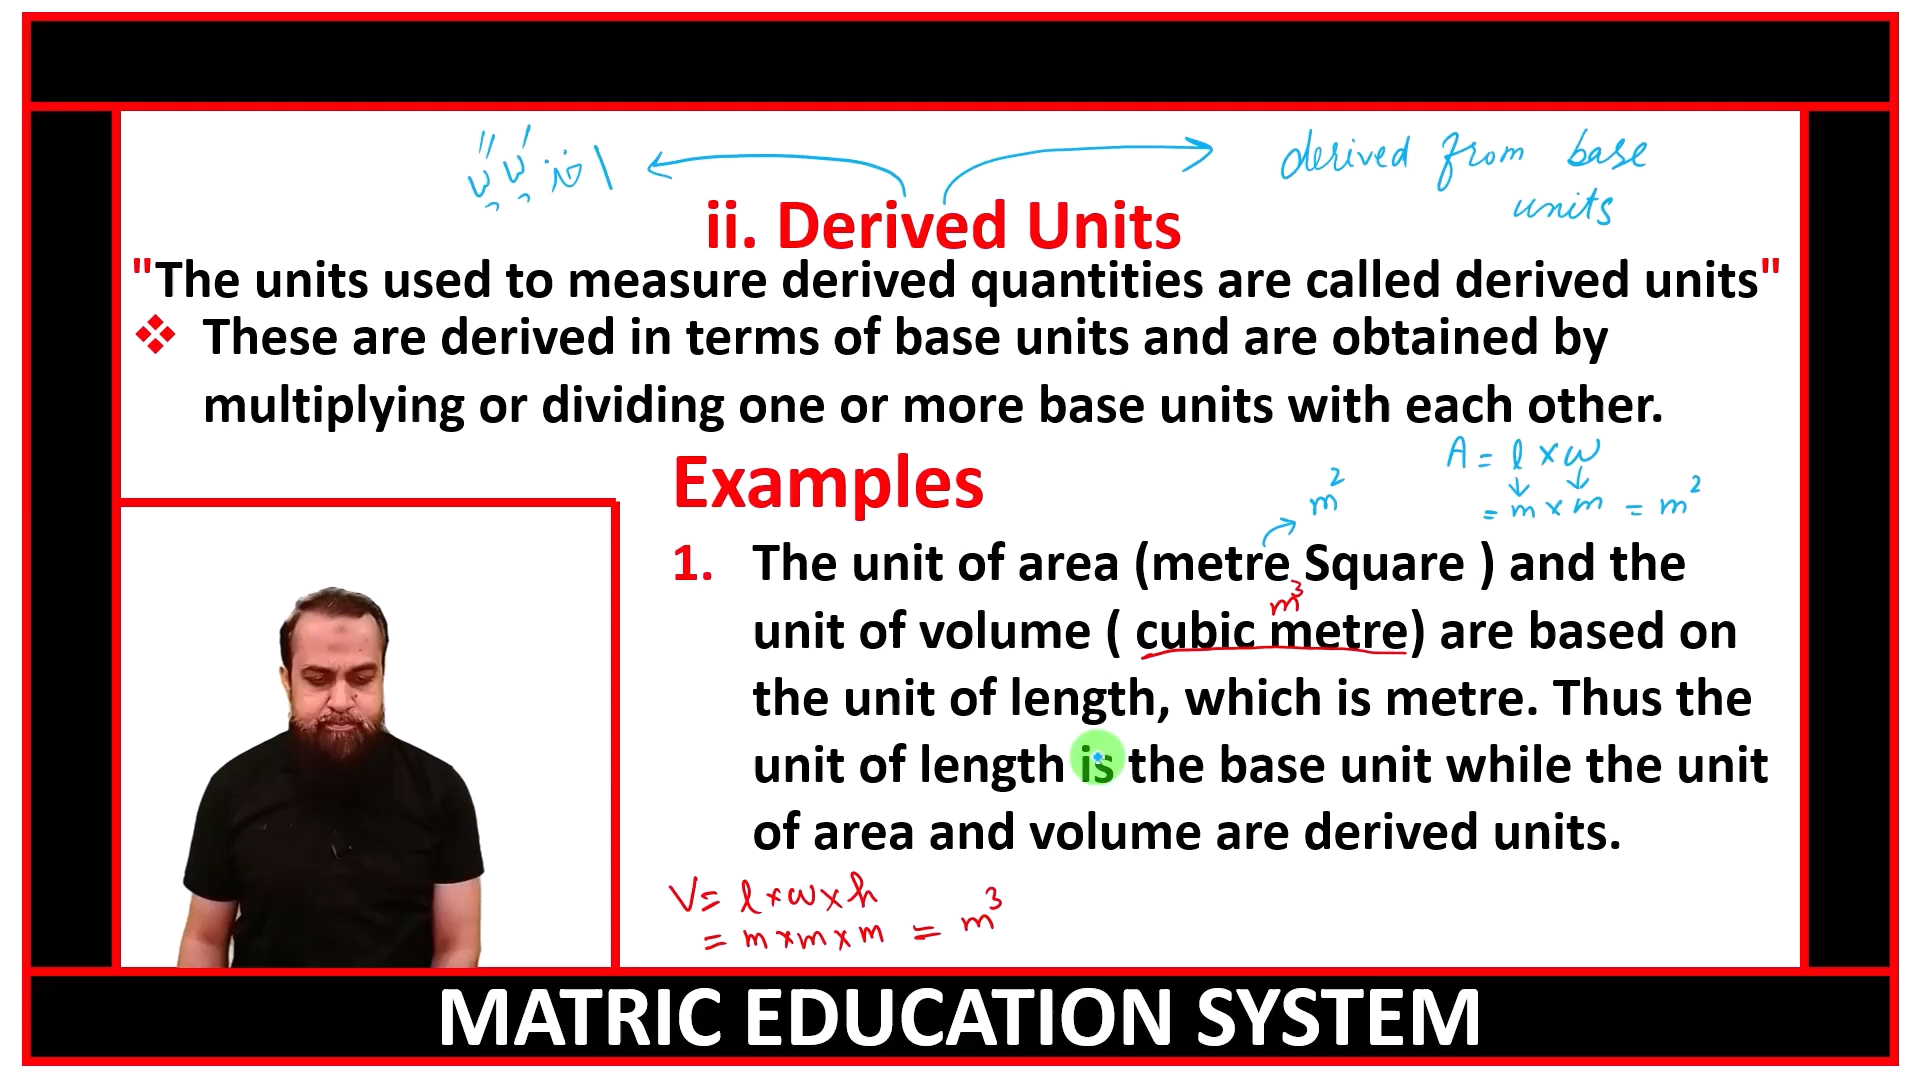 derived from base
units
ii. Derived Units
"The units used to measure derived quantities are called derived units"
❖ These are derived in terms of base units and are obtained by
multiplying or dividing one or more base units with each other.
A = l × w
= m × m = m²
Examples
m²
1. The unit of area (metre Square ) and the
m³
unit of volume ( cubic metre) are based on
the unit of length, which is metre. Thus the
unit of length is the base unit while the unit
of area and volume are derived units.
V = l × w × h
= m × m × m = m³
MATRIC EDUCATION SYSTEM